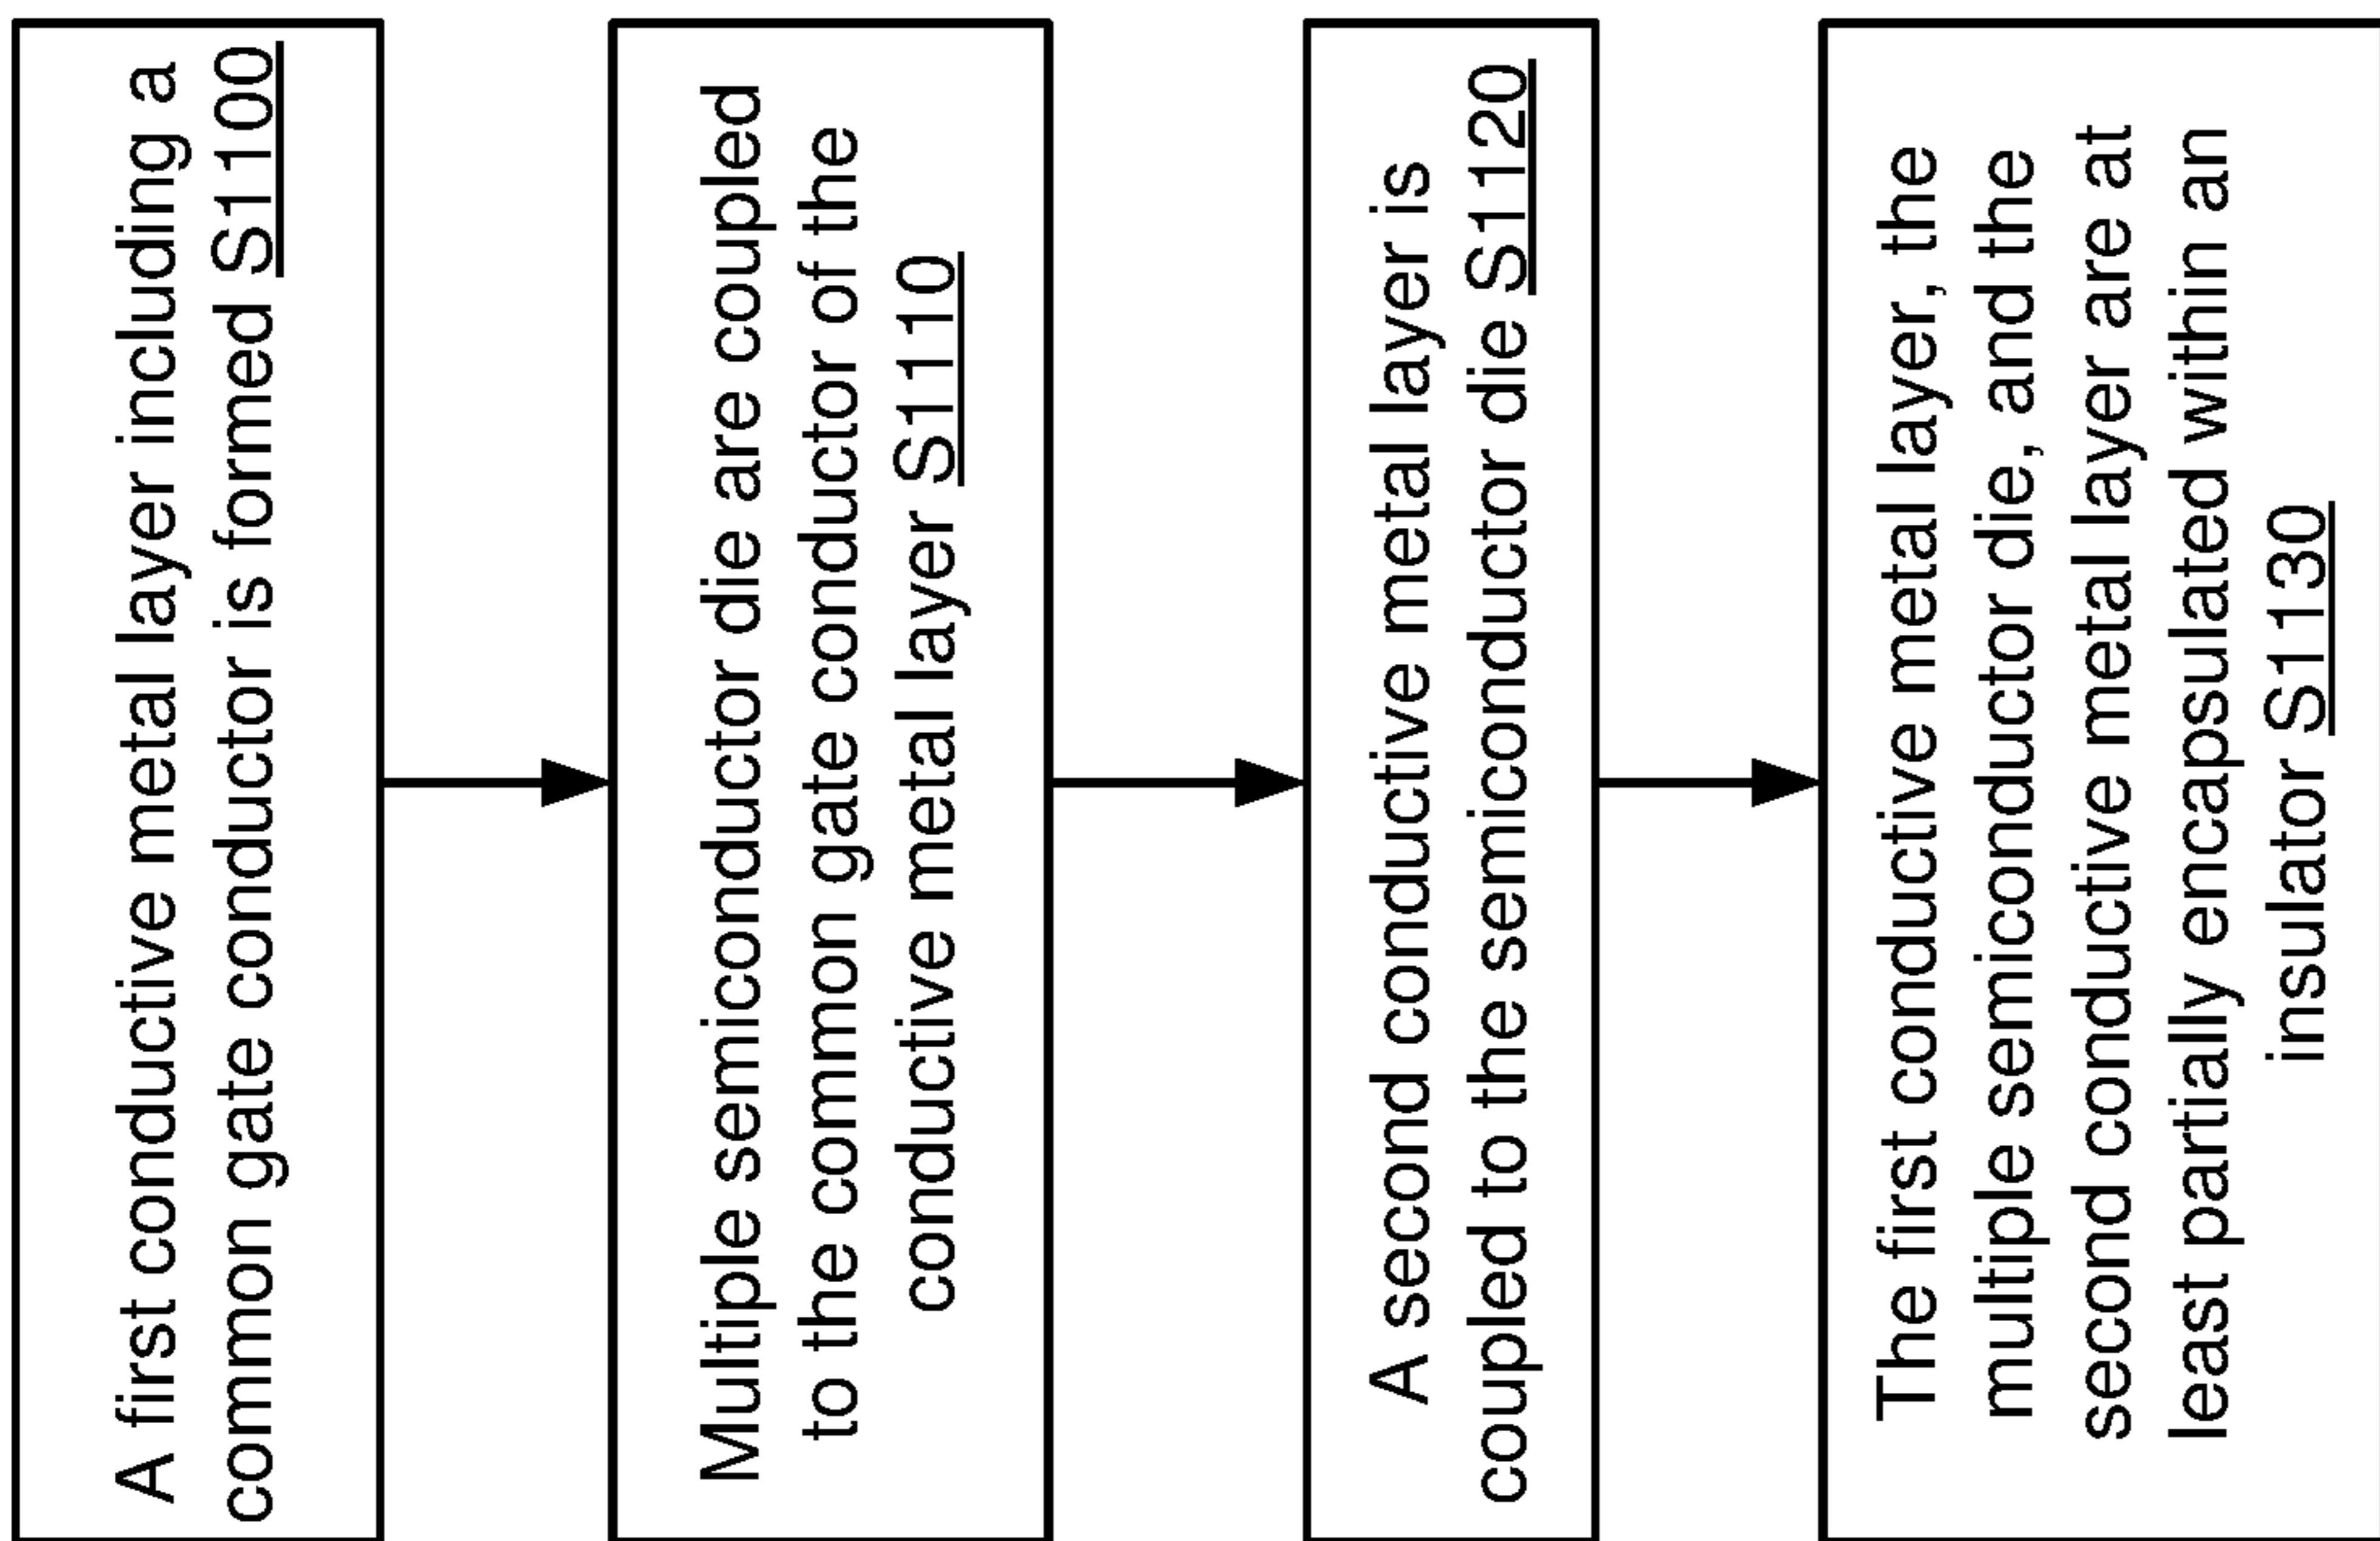 A first conductive metal layer including a
common gate conductor is formed S1100
Multiple semiconductor die are coupled
to the common gate conductor of the
conductive metal layer S1110
A second conductive metal layer is
coupled to the semiconductor die S1120
The first conductive metal layer, the
multiple semiconductor die, and the
second conductive metal layer are at
least partially encapsulated within an
insulator S1130